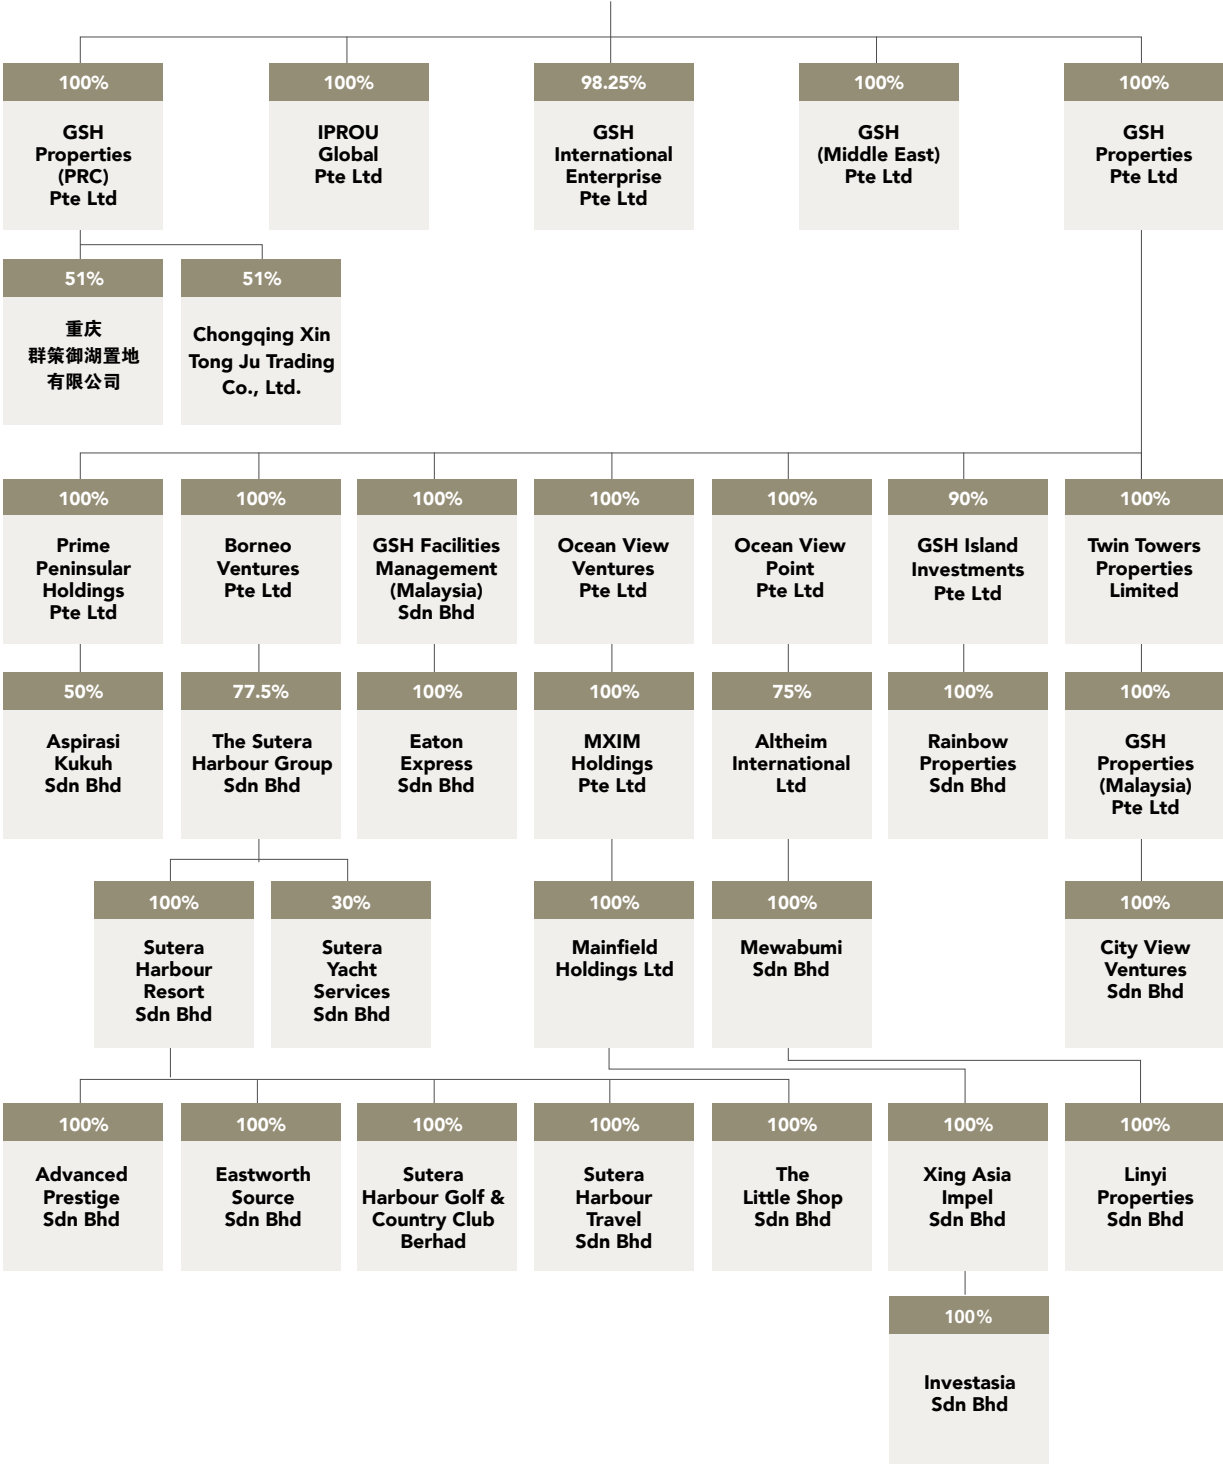 100%
GSH
Properties
(PRC)
Pte Ltd
100%
IPROU
Global
Pte Ltd
98.25%
GSH
International
Enterprise
Pte Ltd
100%
GSH
(Middle East)
Pte Ltd
100%
GSH
Properties
Pte Ltd
51%
重庆
群策御湖置地
有限公司
51%
Chongqing Xin
Tong Ju Trading
Co., Ltd.
100%
Prime
Peninsular
Holdings
Pte Ltd
100%
Borneo
Ventures
Pte Ltd
100%
GSH Facilities
Management
(Malaysia)
Sdn Bhd
100%
Ocean View
Ventures
Pte Ltd
100%
Ocean View
Point
Pte Ltd
90%
GSH Island
Investments
Pte Ltd
100%
Twin Towers
Properties
Limited
50%
Aspirasi
Kukuh
Sdn Bhd
77.5%
The Sutera
Harbour Group
Sdn Bhd
100%
Eaton
Express
Sdn Bhd
100%
MXIM
Holdings
Pte Ltd
75%
Altheim
International
Ltd
100%
Rainbow
Properties
Sdn Bhd
100%
GSH
Properties
(Malaysia)
Pte Ltd
100%
Sutera
Harbour
Resort
Sdn Bhd
30%
Sutera
Yacht
Services
Sdn Bhd
100%
Mainfield
Holdings Ltd
100%
Mewabumi
Sdn Bhd
100%
City View
Ventures
Sdn Bhd
100%
Advanced
Prestige
Sdn Bhd
100%
Eastworth
Source
Sdn Bhd
100%
Sutera
Harbour Golf &
Country Club
Berhad
100%
Sutera
Harbour
Travel
Sdn Bhd
100%
The
Little Shop
Sdn Bhd
100%
Xing Asia
Impel
Sdn Bhd
100%
Linyi
Properties
Sdn Bhd
100%
Investasia
Sdn Bhd